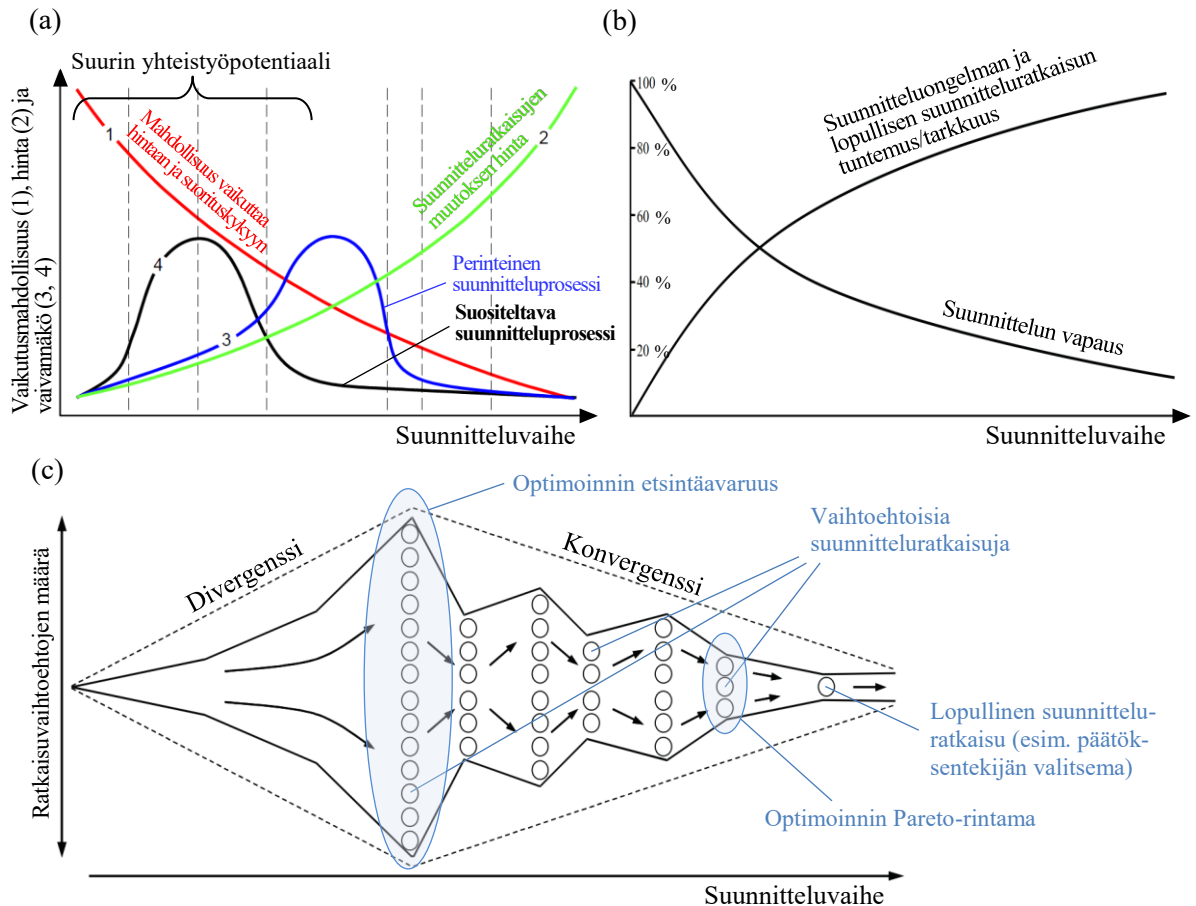 (a)
Suurin yhteistyöpotentiaali
Vaikutusmahdollisuus (1), hinta (2) ja
vaivannäkö (3, 4)
1
Mahdollisuus vaikuttaa
hintaan ja suorituskykyyn
Suunnitteluratkaisujen
muutoksen hinta
2
4
3
Perinteinen
suunnitteluprosessi
Suositeltava
suunnitteluprosessi
Suunnitteluvaihe
(b)
100 %
80 %
60 %
40 %
20 %
Suunnitteluongelman ja
lopullisen suunnitteluratkaisun
tuntemus/tarkkuus
Suunnittelun vapaus
Suunnitteluvaihe
(c)
Ratkaisuvaihtoehtojen määrä
Divergenssi
Optimoinnin etsintäavaruus
Konvergenssi
Vaihtoehtoisia
suunnitteluratkaisuja
Lopullinen suunnittelu-
ratkaisu (esim. päätök-
sentekijän valitsema)
Optimoinnin Pareto-rintama
Suunnitteluvaihe